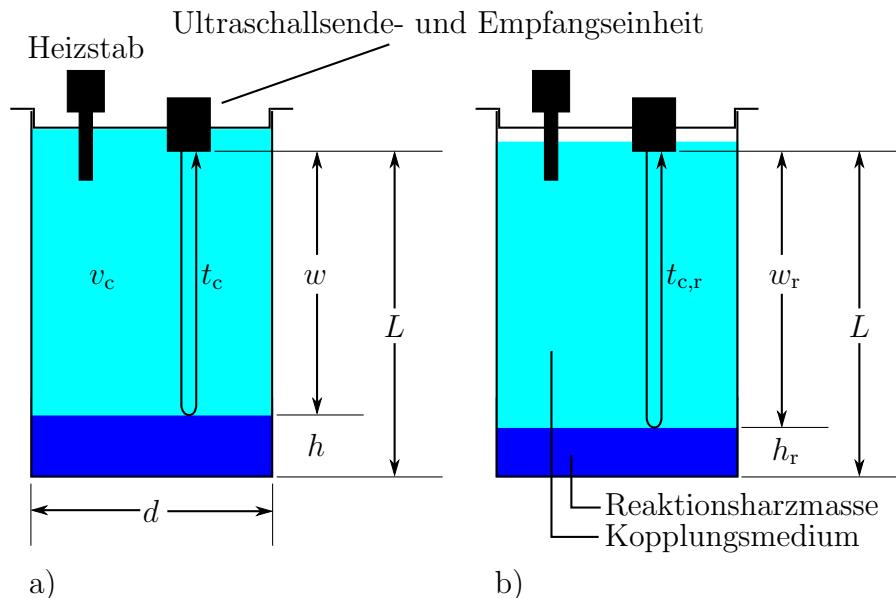 Ultraschallsende- und Empfangseinheit
Heizstab
v_c
t_c
w
L
h
d
a)
t_c,r
w_r
L
h_r
Reaktionsharzmasse
Kopplungsmedium
b)